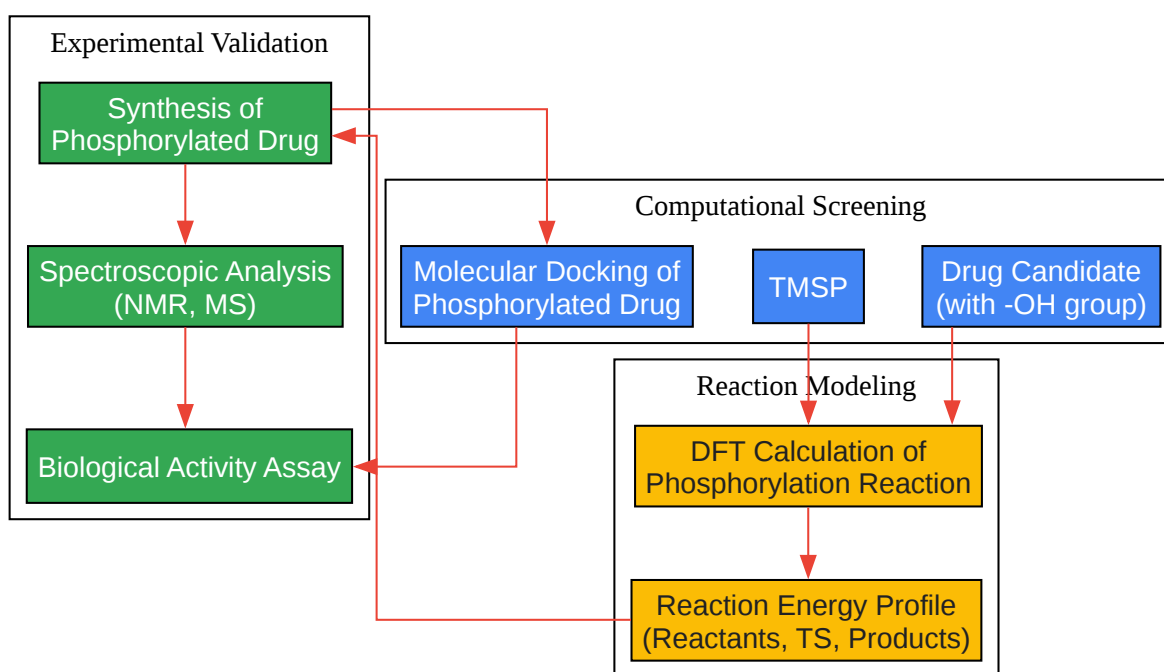 Experimental Validation
Synthesis of
Phosphorylated Drug
Spectroscopic Analysis
(NMR, MS)
Biological Activity Assay
Computational Screening
Molecular Docking of
Phosphorylated Drug
TMSP
Drug Candidate
(with -OH group)
Reaction Modeling
DFT Calculation of
Phosphorylation Reaction
Reaction Energy Profile
(Reactants, TS, Products)